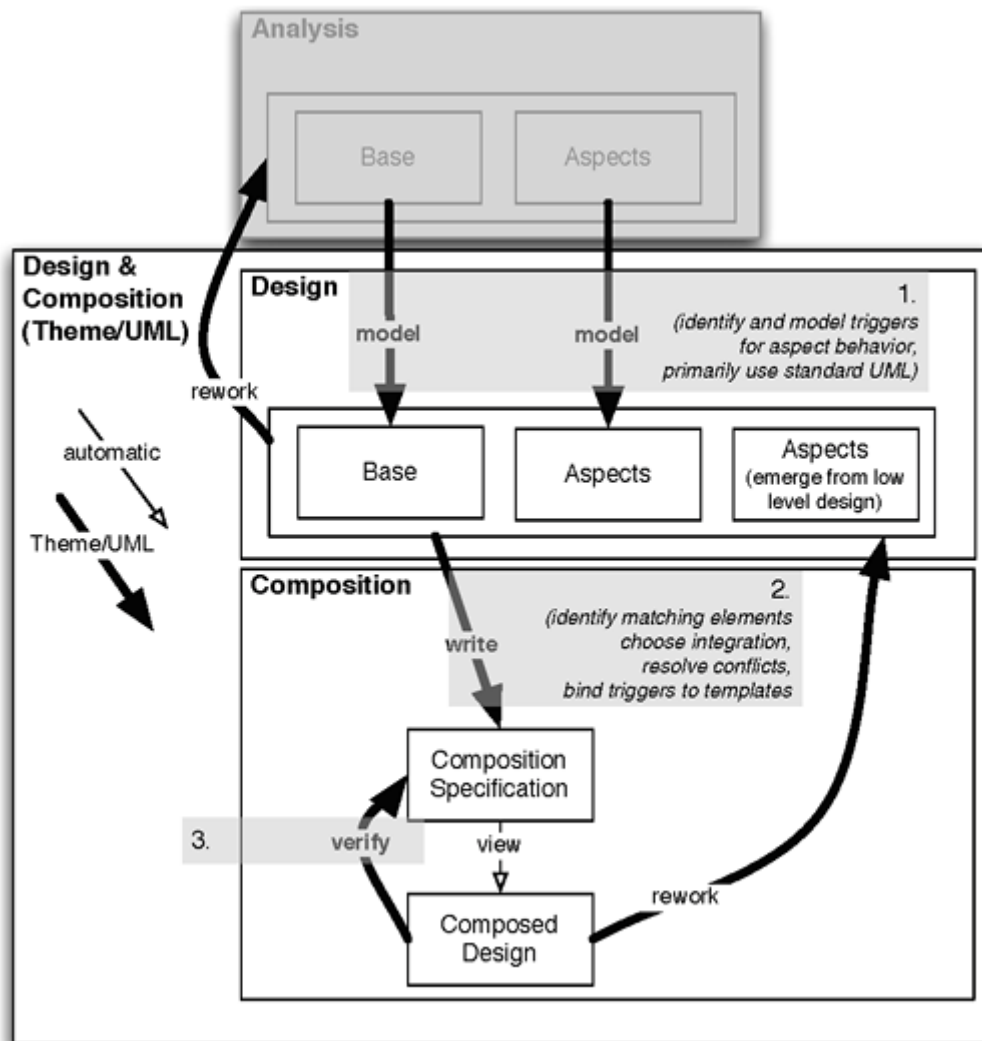 Analysis
Base
Aspects
Design &
Composition
(Theme/UML)
Design
1.
(identify and model triggers
for aspect behavior,
primarily use standard UML)
model
model
rework
automatic
Theme/UML
Base
Aspects
Aspects
(emerge from low
level design)
Composition
2.
(identify matching elements
choose integration,
resolve conflicts,
bind triggers to templates
write
Composition
Specification
3.
verify
view
rework
Composed
Design